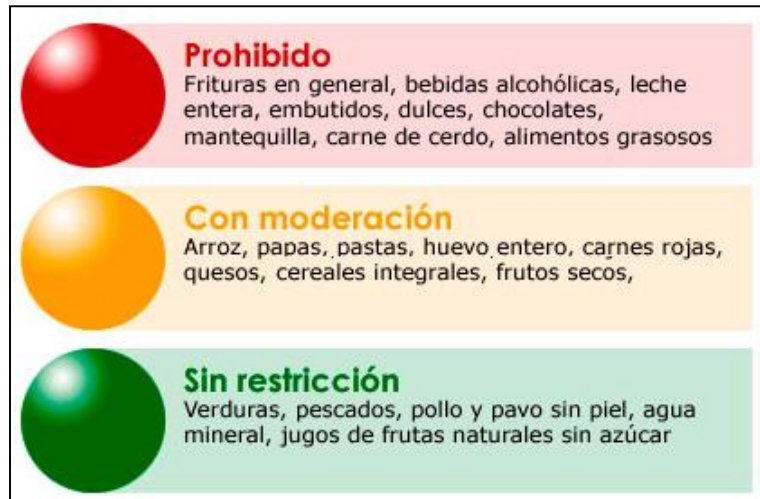 Prohibido
Frituras en general, bebidas alcohólicas, leche
entera, embutidos, dulces, chocolates,
mantequilla, carne de cerdo, alimentos grasosos
Con moderación
Arroz, papas, pastas, huevo entero, carnes rojas,
quesos, cereales integrales, frutos secos,
Sin restricción
Verduras, pescados, pollo y pavo sin piel, agua
mineral, jugos de frutas naturales sin azúcar